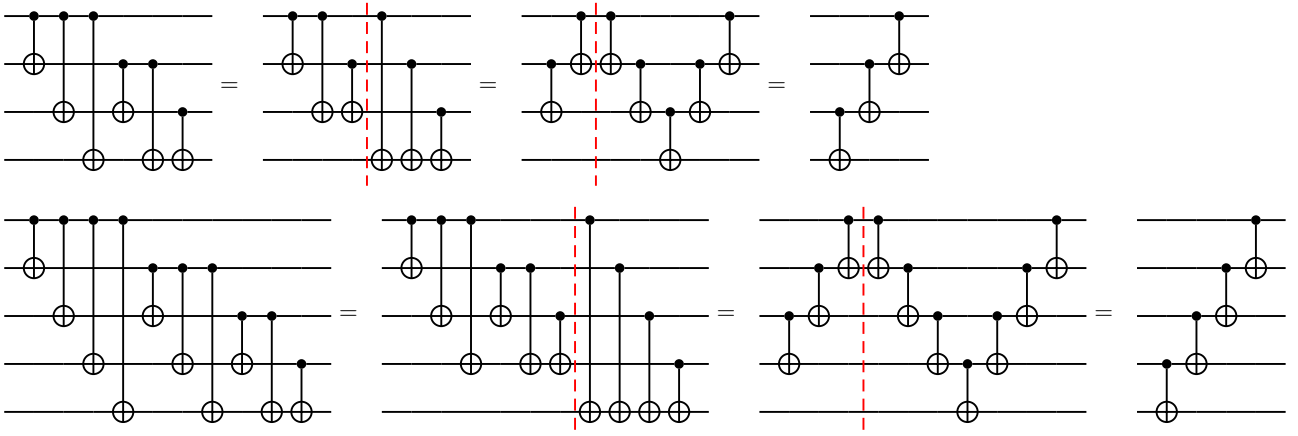 = = =
= = =